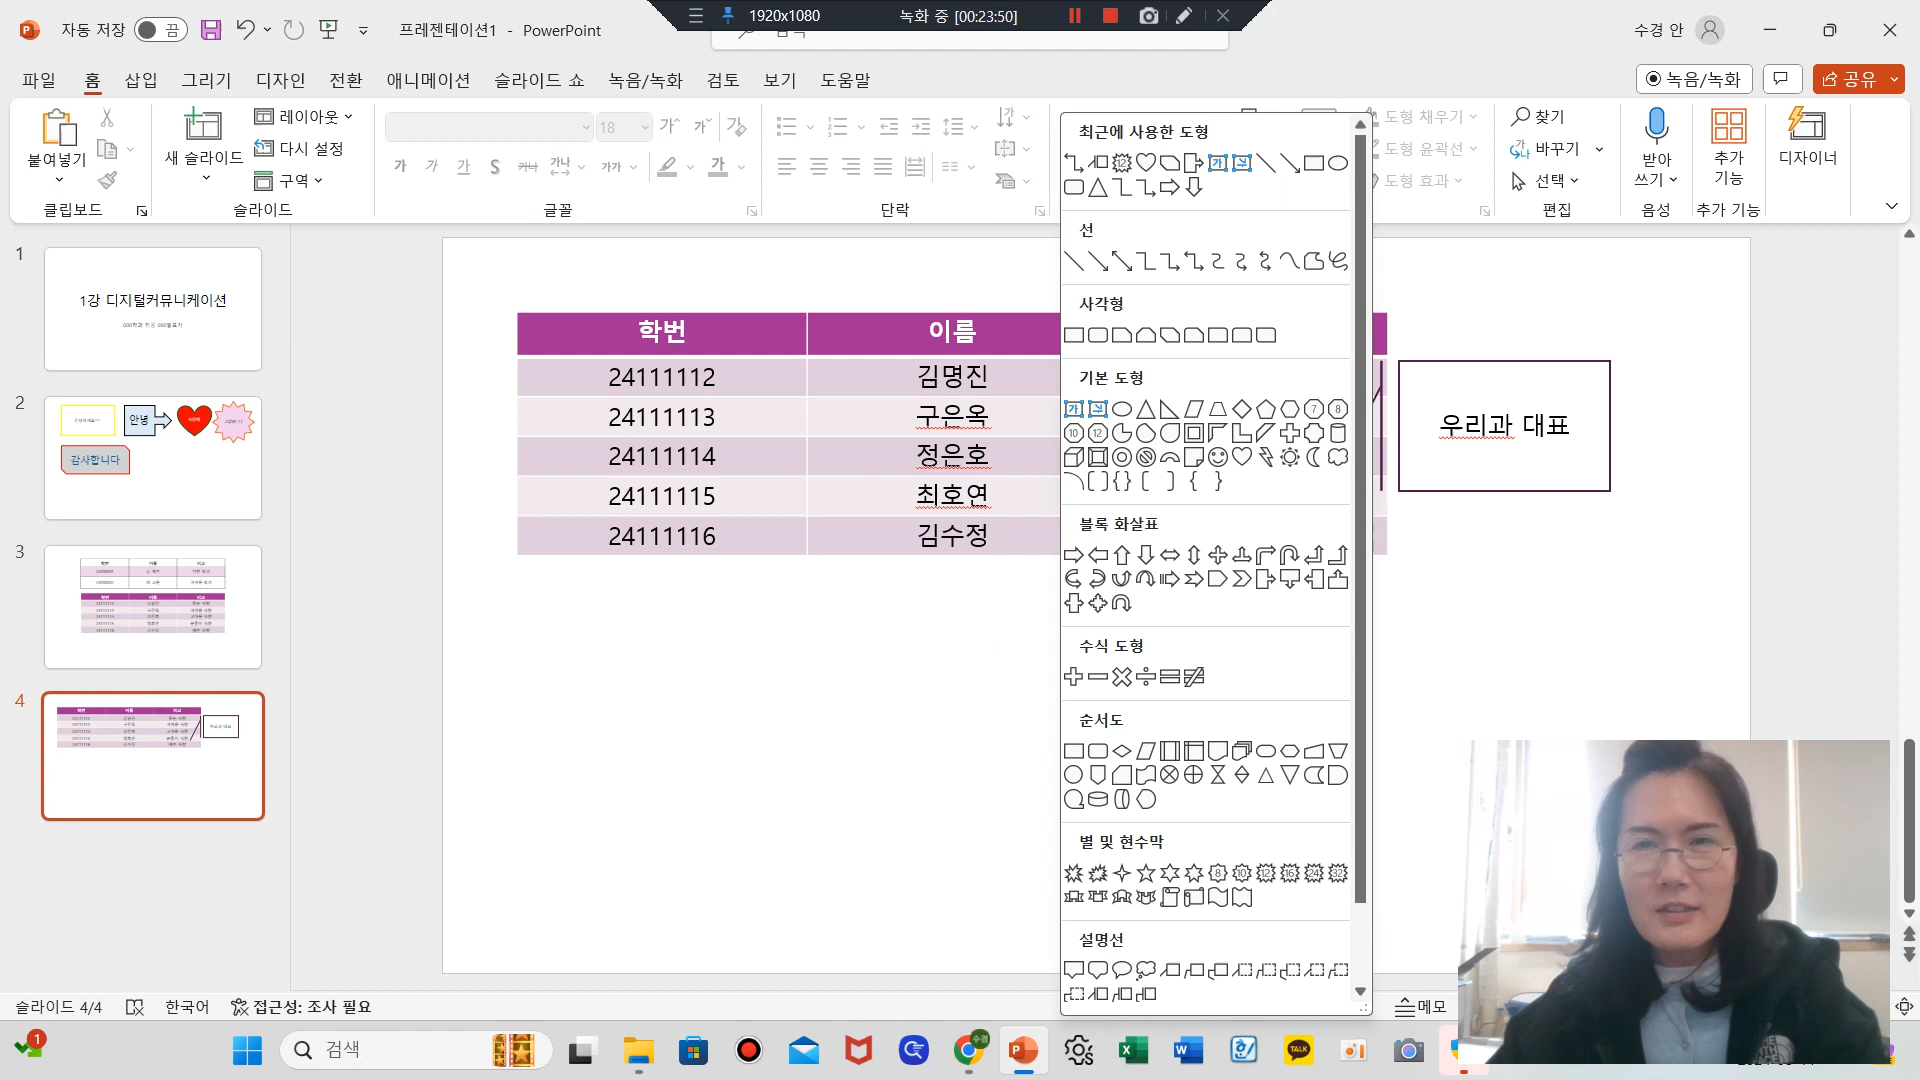 1920x1080
녹화 중 [00:23:50]
자동 저장
끔
프레젠테이션1 - PowerPoint
수경 안
파일
홈
삽입
그리기
디자인
전환
애니메이션
슬라이드 쇼
녹음/녹화
검토
보기
도움말
녹음/녹화
공유
붙여넣기
클립보드
새 슬라이드
레이아웃
다시 설정
구역
슬라이드
18
글꼴
단락
도형 채우기
도형 윤곽선
도형 효과
찾기
바꾸기
선택
편집
받아
쓰기
음성
추가
기능
추가 기능
디자이너
최근에 사용한 도형
선
사각형
기본 도형
블록 화살표
수식 도형
순서도
별 및 현수막
설명선
1
1강 디지털커뮤니케이션
2
안녕
감사합니다
3
4
학번 이름
24111112 김명진
24111113 구은옥
24111114 정은호
24111115 최호연
24111116 김수정
우리과 대표
슬라이드 4/4
한국어
접근성: 조사 필요
메모
1
검색
수경
TALK
THE
NORTH